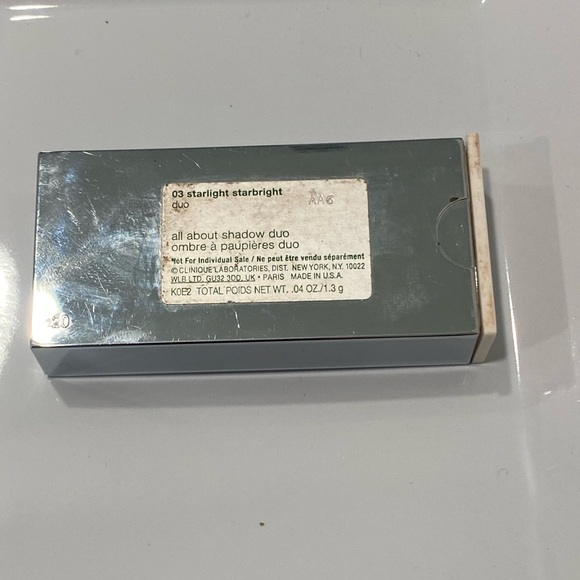 03 starlight starbright
duo
AA6
all about shadow duo
ombre à paupières duo
Not For Individual Sale / Ne peut être vendu séparément
© CLINIQUE LABORATORIES, DIST. NEW YORK, N.Y. 10022
WLB LTD. GU32 3DD, UK • PARIS MADE IN U.S.A.
K0E2 TOTAL POIDS NET WT. .04 OZ./1.3 g